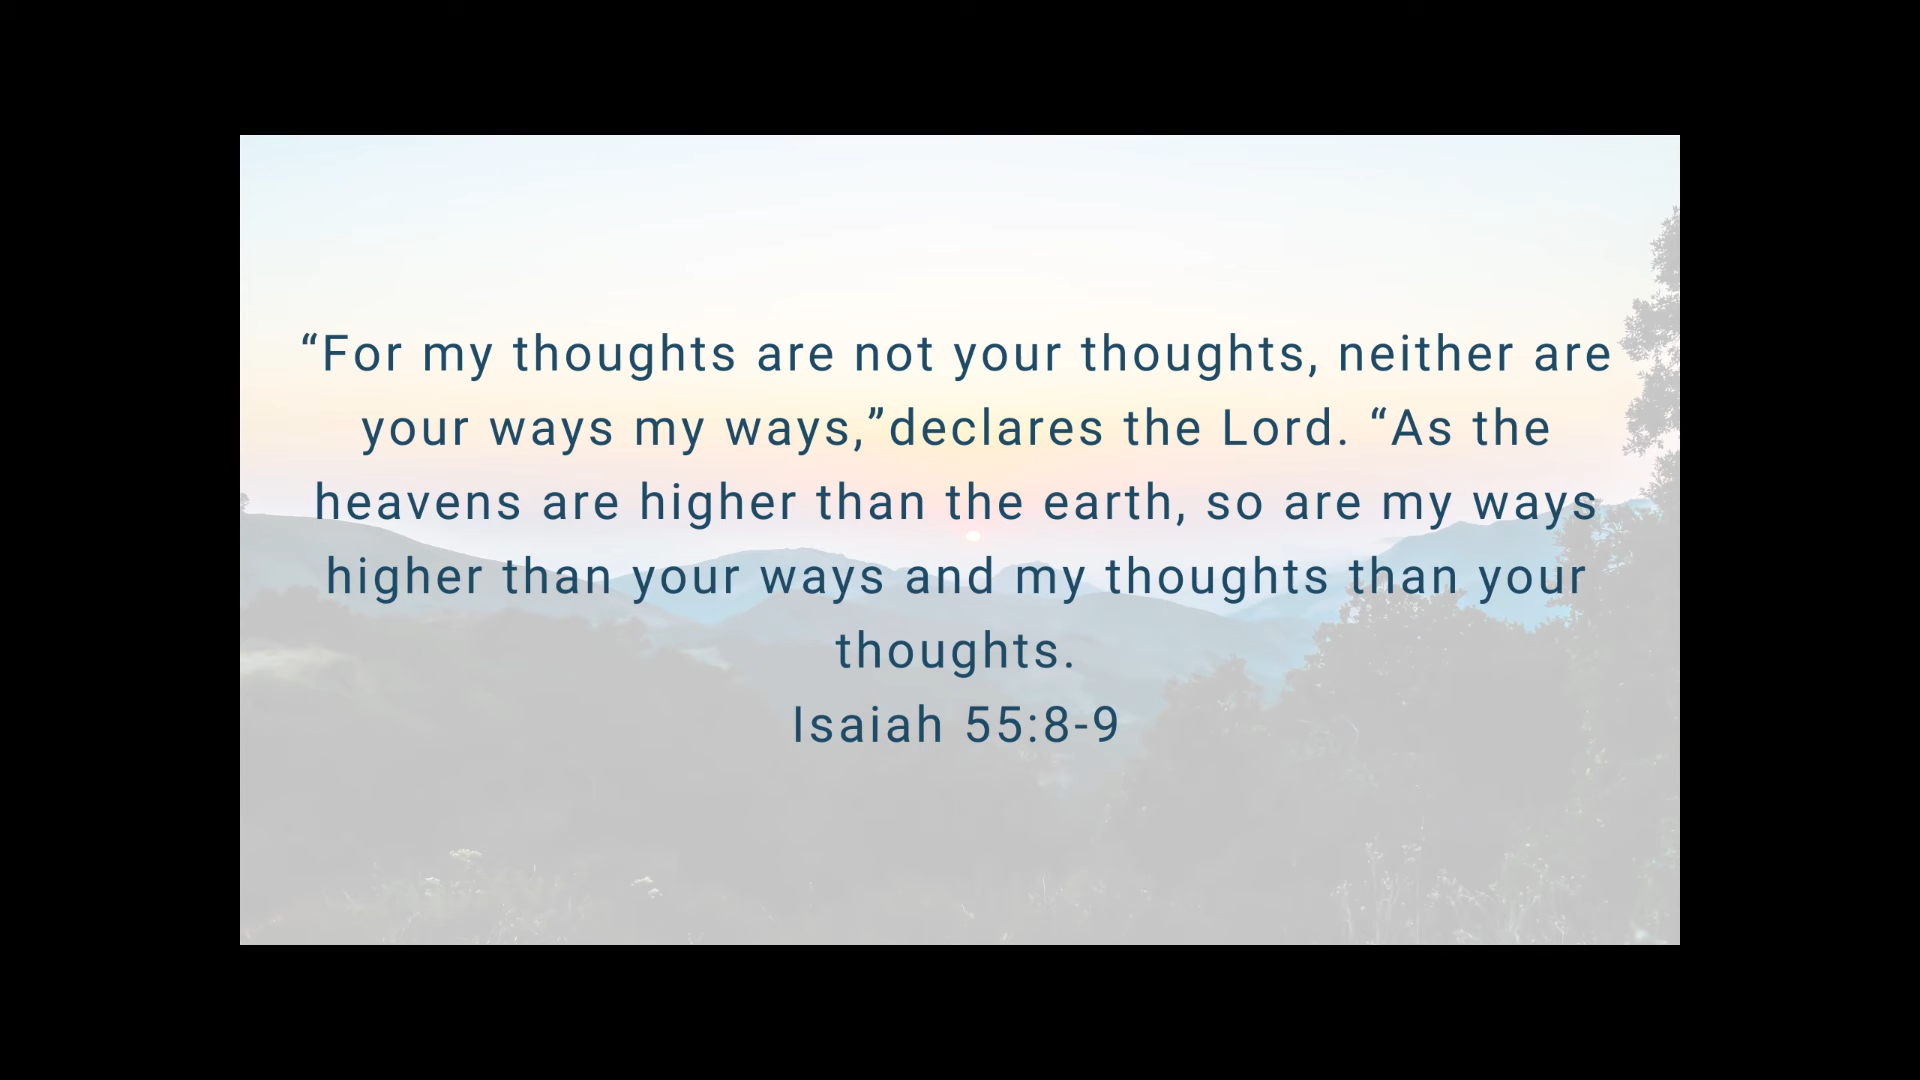 “For my thoughts are not your thoughts, neither are
your ways my ways,”declares the Lord. “As the
heavens are higher than the earth, so are my ways
higher than your ways and my thoughts than your
thoughts.
Isaiah 55:8-9